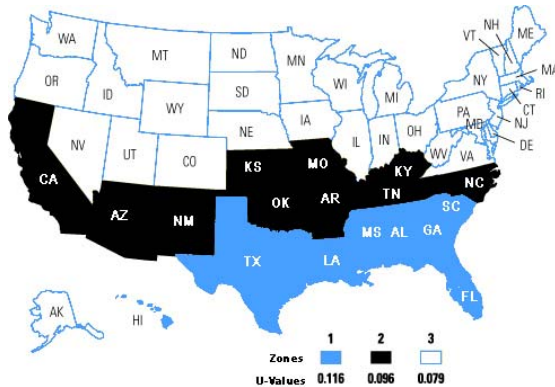 WA
MT
ND
MN
VT
NH
ME
OR
ID
SD
WI
MI
NY
MA
RI
WY
CT
NE
IA
PA
NJ
NV
UT
CO
IL
IN
OH
MD
DE
WV
VA
CA
KS
MO
KY
NC
AZ
NM
OK
AR
TN
SC
TX
LA
MS
AL
GA
FL
AK
HI
1 2 3
Zones
U-Values 0.116 0.096 0.079